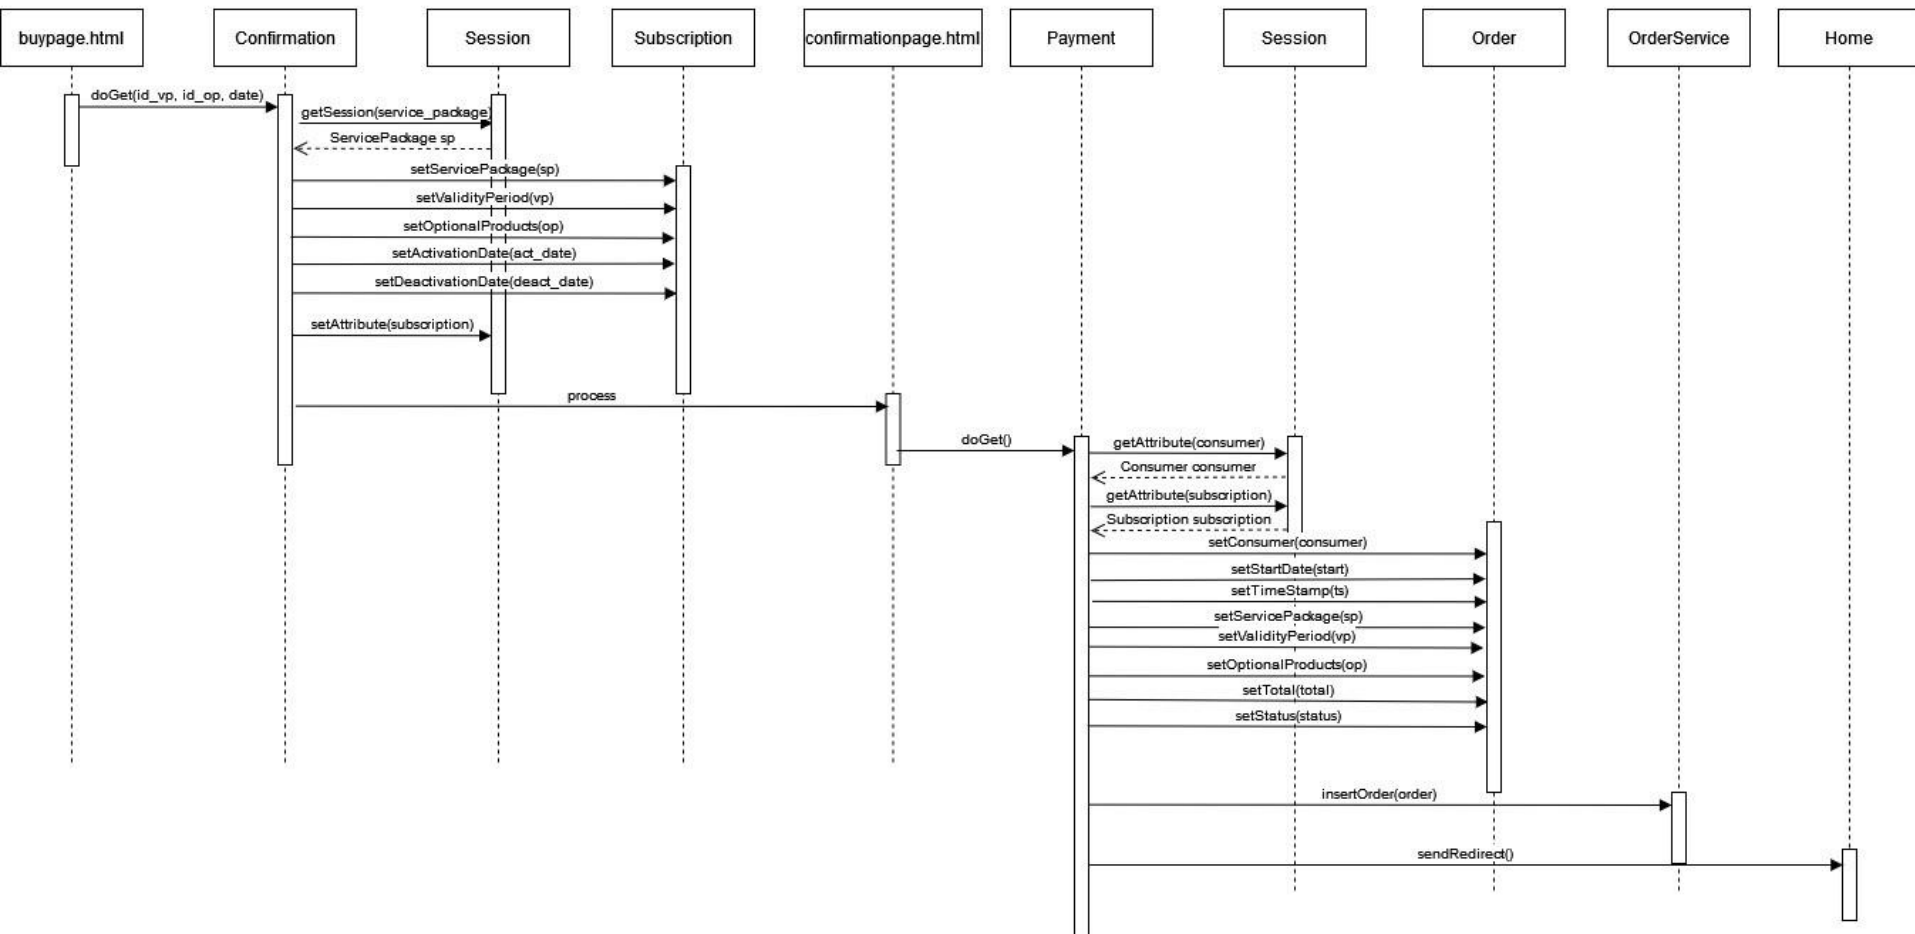 buypage.html
Confirmation
Session
Subscription
confirmationpage.html
Payment
Session
Order
OrderService
Home
doGet(id_vp, id_op, date)
getSession(service_package)
ServicePackage sp
setServicePackage(sp)
setValidityPeriod(vp)
setOptionalProducts(op)
setActivationDate(act_date)
setDeactivationDate(deact_date)
setAttribute(subscription)
process
doGet()
getAttribute(consumer)
Consumer consumer
getAttribute(subscription)
Subscription subscription
setConsumer(consumer)
setStartDate(start)
setTimeStamp(ts)
setServicePackage(sp)
setValidityPeriod(vp)
setOptionalProducts(op)
setTotal(total)
setStatus(status)
insertOrder(order)
sendRedirect()